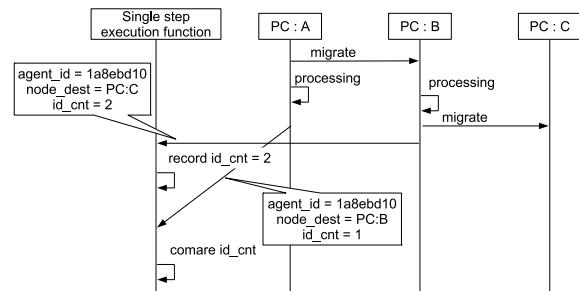 Single step
execution function
PC : A
PC : B
PC : C
migrate
agent_id = 1a8ebd10
node_dest = PC:C
id_cnt = 2
processing
processing
migrate
record id_cnt = 2
agent_id = 1a8ebd10
node_dest = PC:B
id_cnt = 1
comare id_cnt